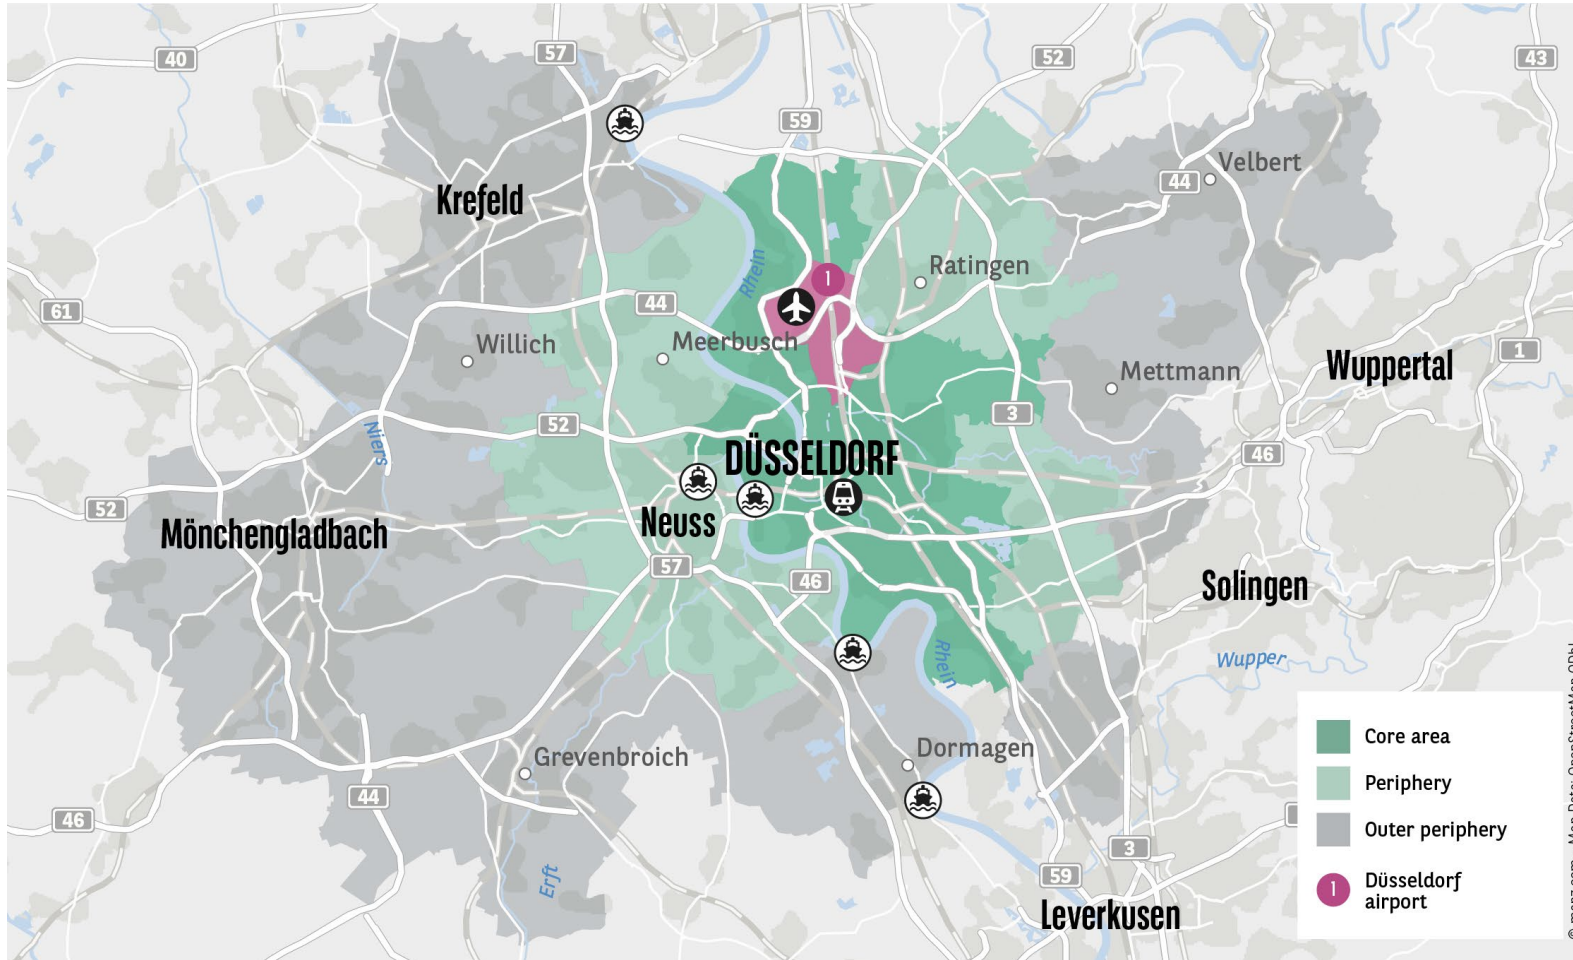 40
57
52
43
59
Velbert
44
Krefeld
Rhein
1
Ratingen
61
44
Meerbusch
Willich
1
Wuppertal
Mettmann
3
52
Niers
46
DÜSSELDORF
52
Neuss
Mönchengladbach
57
46
Solingen
Rhein
Wupper
Dormagen
Grevenbroich
44
46
3
Erft
59
Leverkusen
Core area
Periphery
Outer periphery
1
Düsseldorf
airport